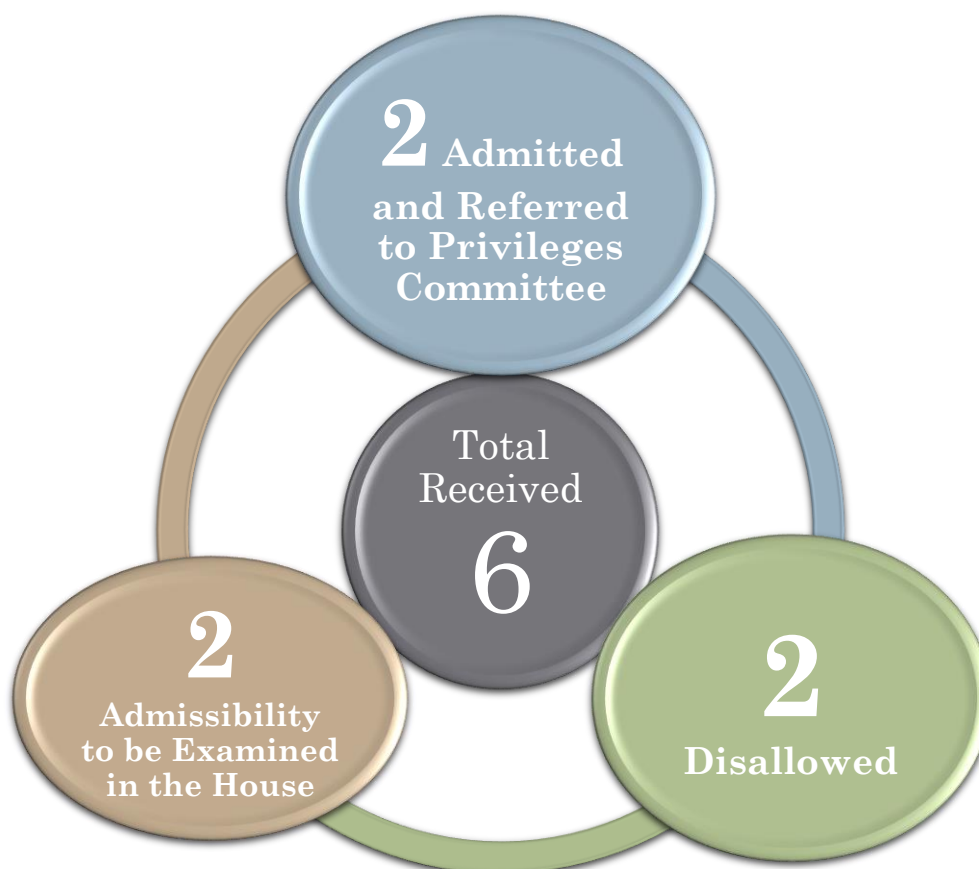 2 Admitted
and Referred
to Privileges
Committee
Total
Received
6
2
Admissibility
to be Examined
in the House
2
Disallowed